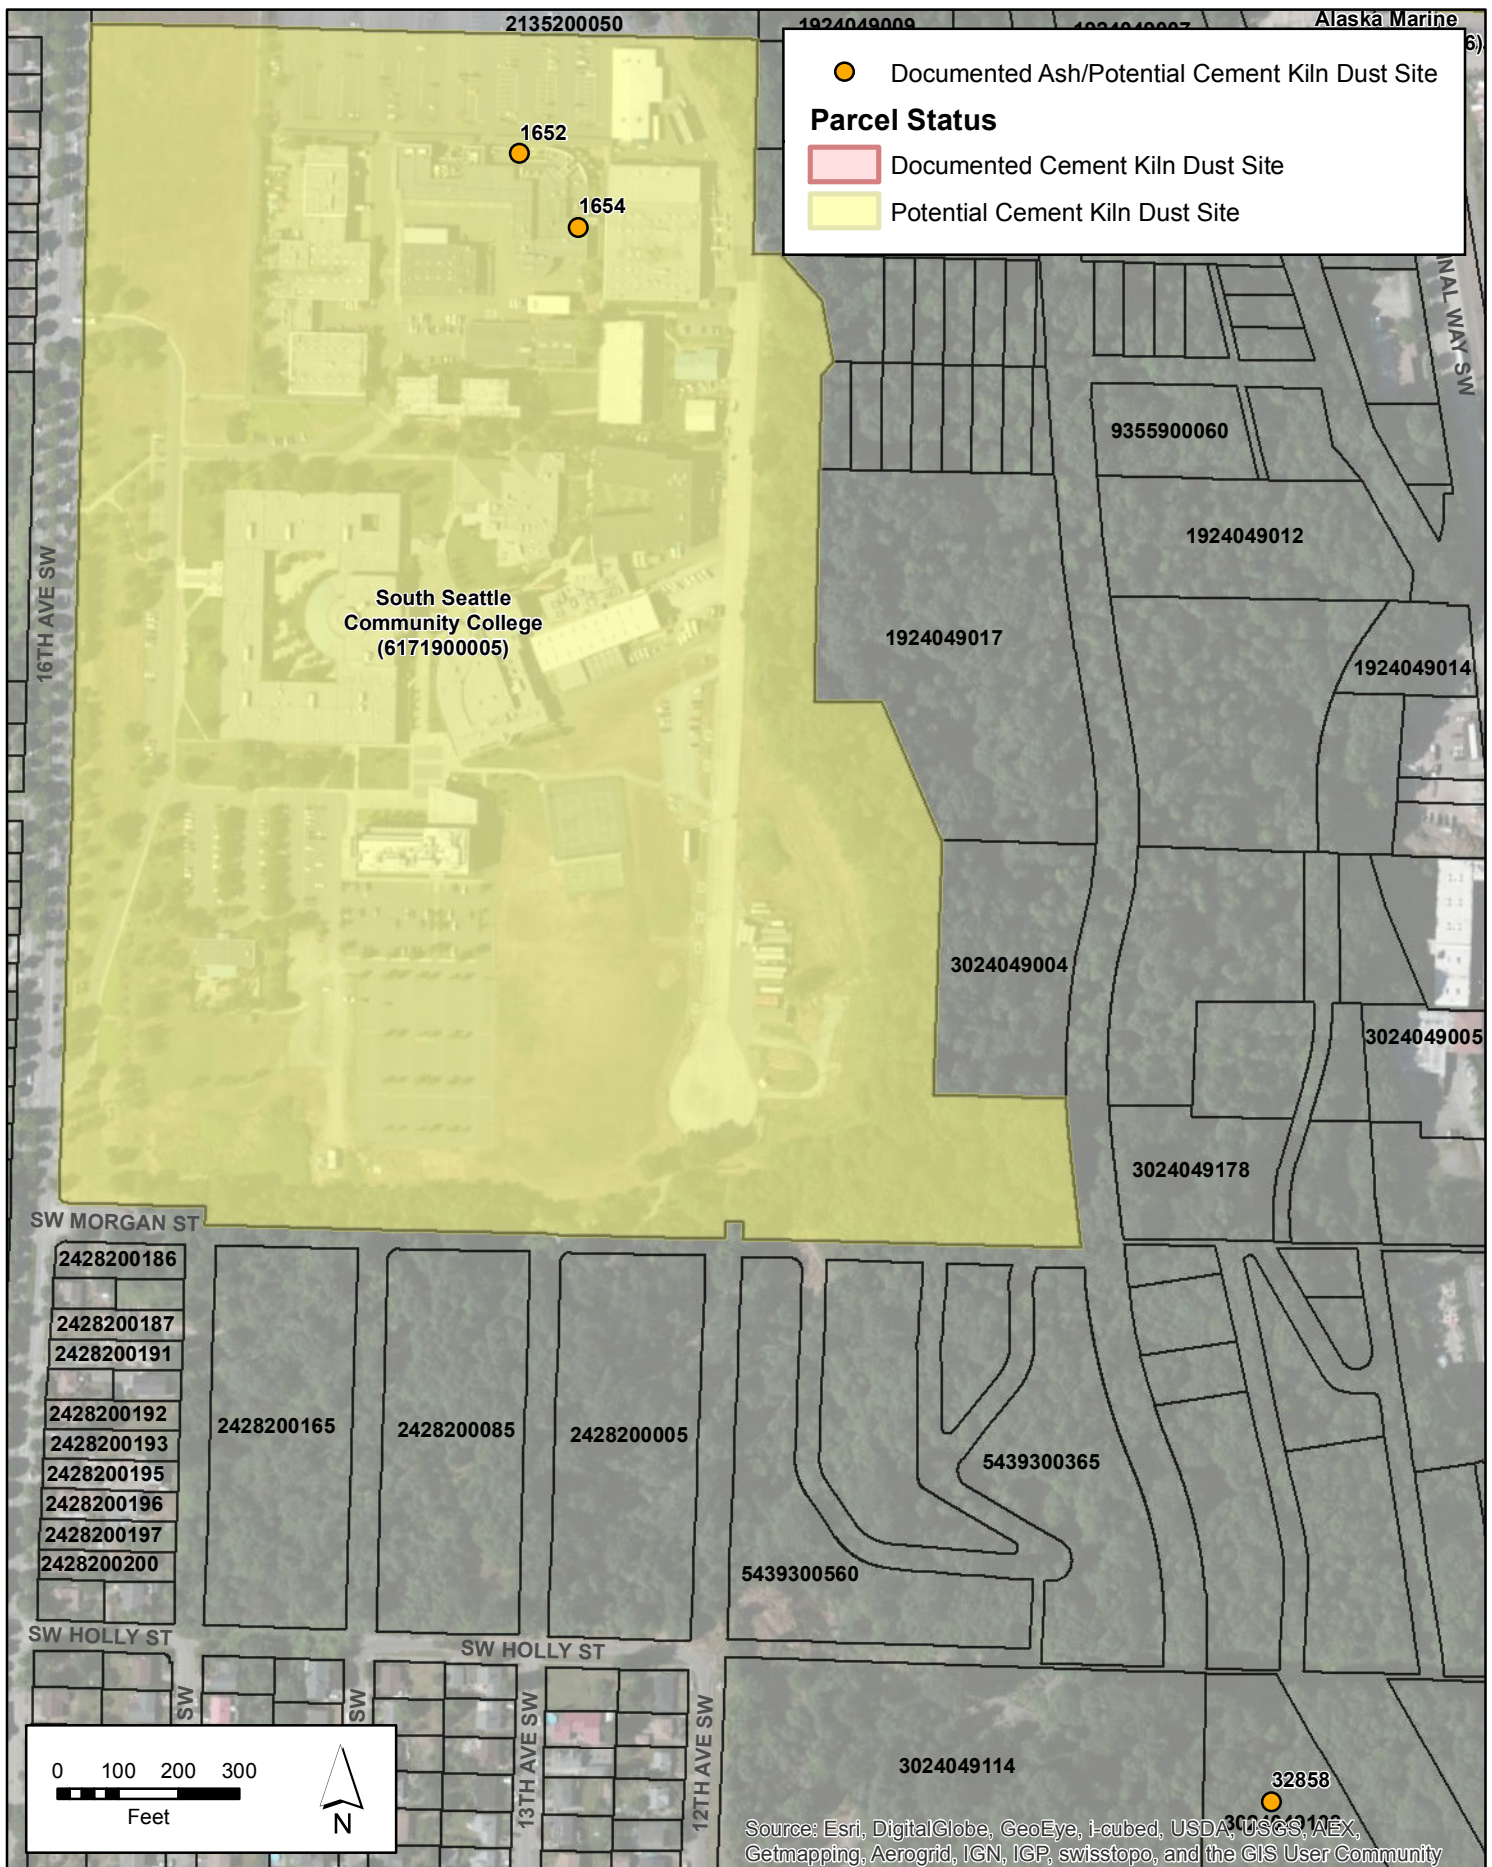 2135200050
1924049009
Alaska Marine
6)
Documented Ash/Potential Cement Kiln Dust Site
Parcel Status
Documented Cement Kiln Dust Site
Potential Cement Kiln Dust Site
1652
1654
INAL WAY SW
9355900060
1924049012
16TH AVE SW
South Seattle
Community College
(6171900005)
1924049017
1924049014
3024049004
3024049005
3024049178
SW MORGAN ST
2428200186
2428200187
2428200191
2428200192
2428200193
2428200195
2428200196
2428200197
2428200200
2428200165
2428200085
2428200005
5439300365
5439300560
SW HOLLY ST
SW HOLLY ST
SW
SW
13TH AVE SW
12TH AVE SW
3024049114
32858
0 100 200 300
Feet
N
Source: Esri, DigitalGlobe, GeoEye, i-cubed, USDA, USGS, AEX,
Getmapping, Aerogrid, IGN, IGP, swisstopo, and the GIS User Community